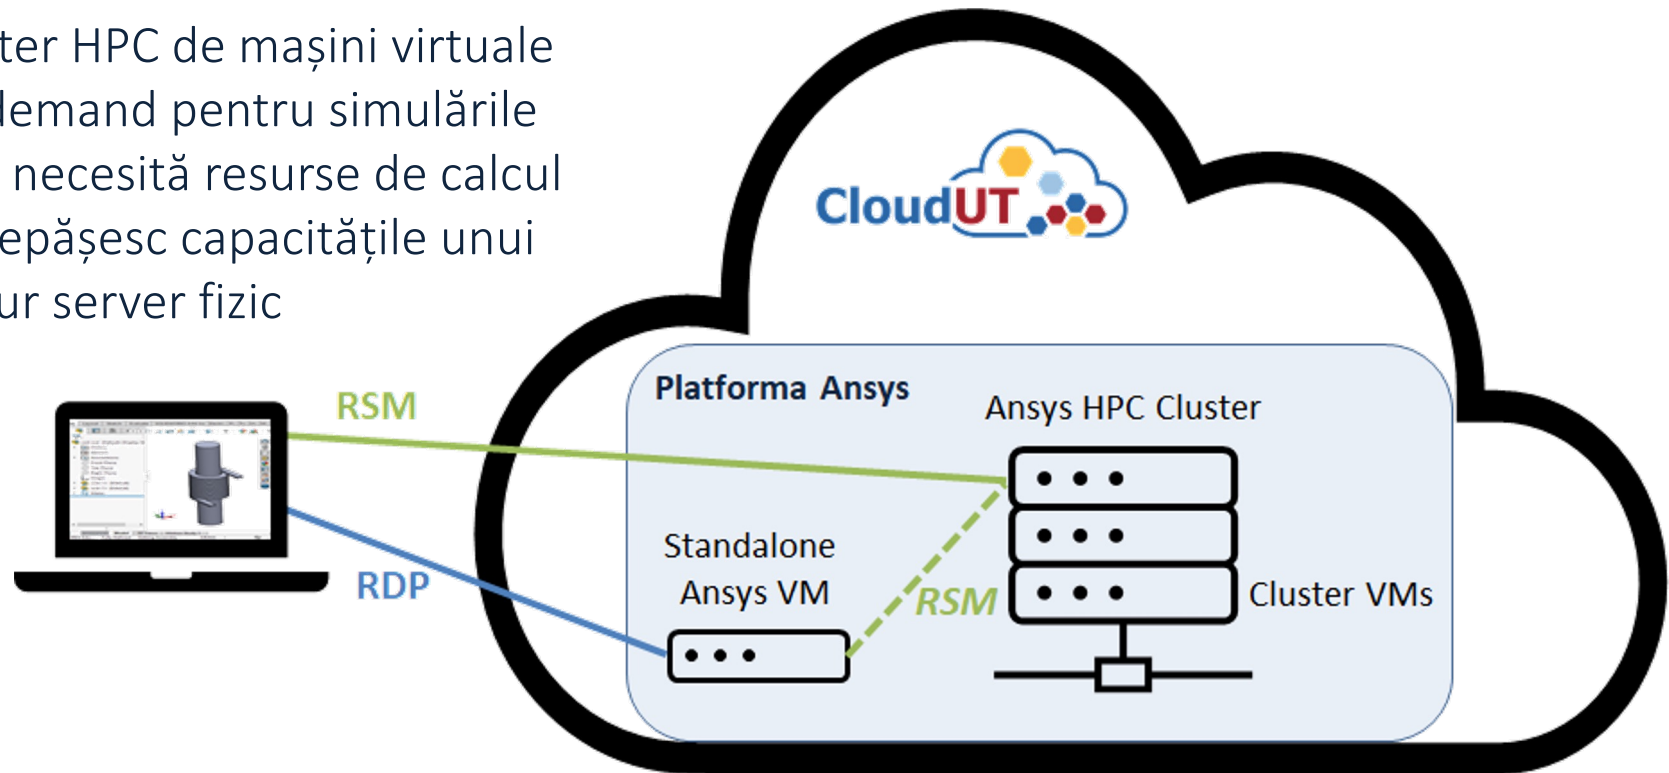 ter HPC de mașini virtuale
demand pentru simulările
necesită resurse de calcul
epășesc capacitățile unui
ur server fizic
CloudUT
Platforma Ansys
RSM
Ansys HPC Cluster
Standalone
Ansys VM
RDP
RSM
Cluster VMs